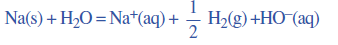 Na(s) + H₂O = Na⁺(aq) + 1/2 H₂(g) +HO⁻(aq)